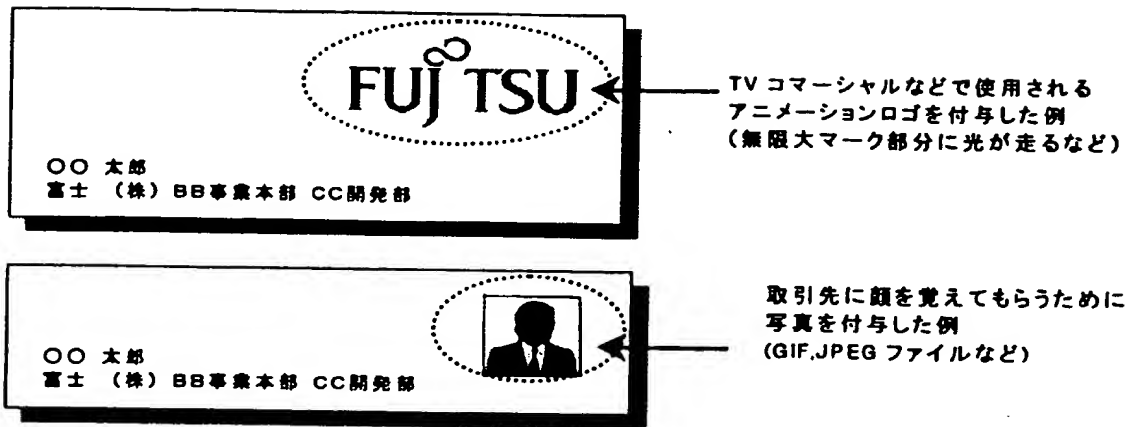 FUJITSU
TVコマーシャルなどで使用される
アニメーションロゴを付与した例
(無限大マーク部分に光が走るなど)
○○ 太郎
富士 (株) BB事業本部 CC開発部
取引先に顔を覚えてもらうために
写真を付与した例
(GIF,JPEG ファイルなど)
○○ 太郎
富士 (株) BB事業本部 CC開発部